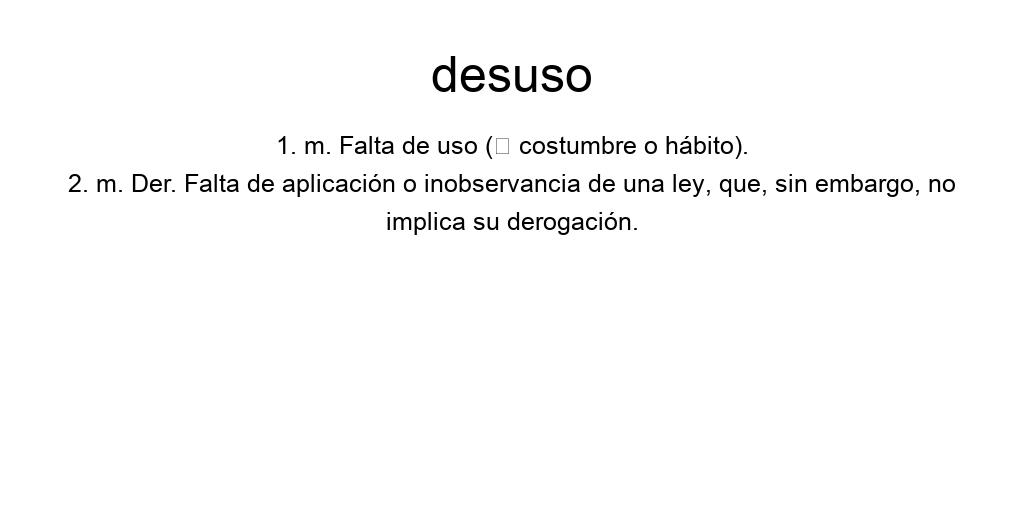 desuso
1. m. Falta de uso (□ costumbre o hábito).
2. m. Der. Falta de aplicación o inobservancia de una ley, que, sin embargo, no
implica su derogación.